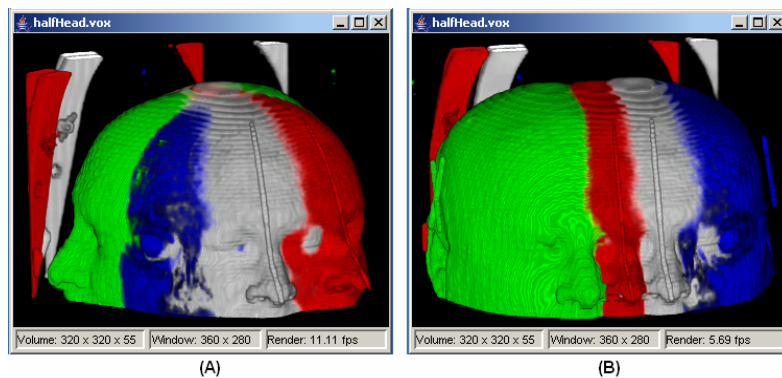 halfHead.vox
Volume: 320 x 320 x 55 Window: 360 x 280 Render: 11.11 fps
(A)
halfHead.vox
Volume: 320 x 320 x 55 Window: 360 x 280 Render: 5.69 fps
(B)